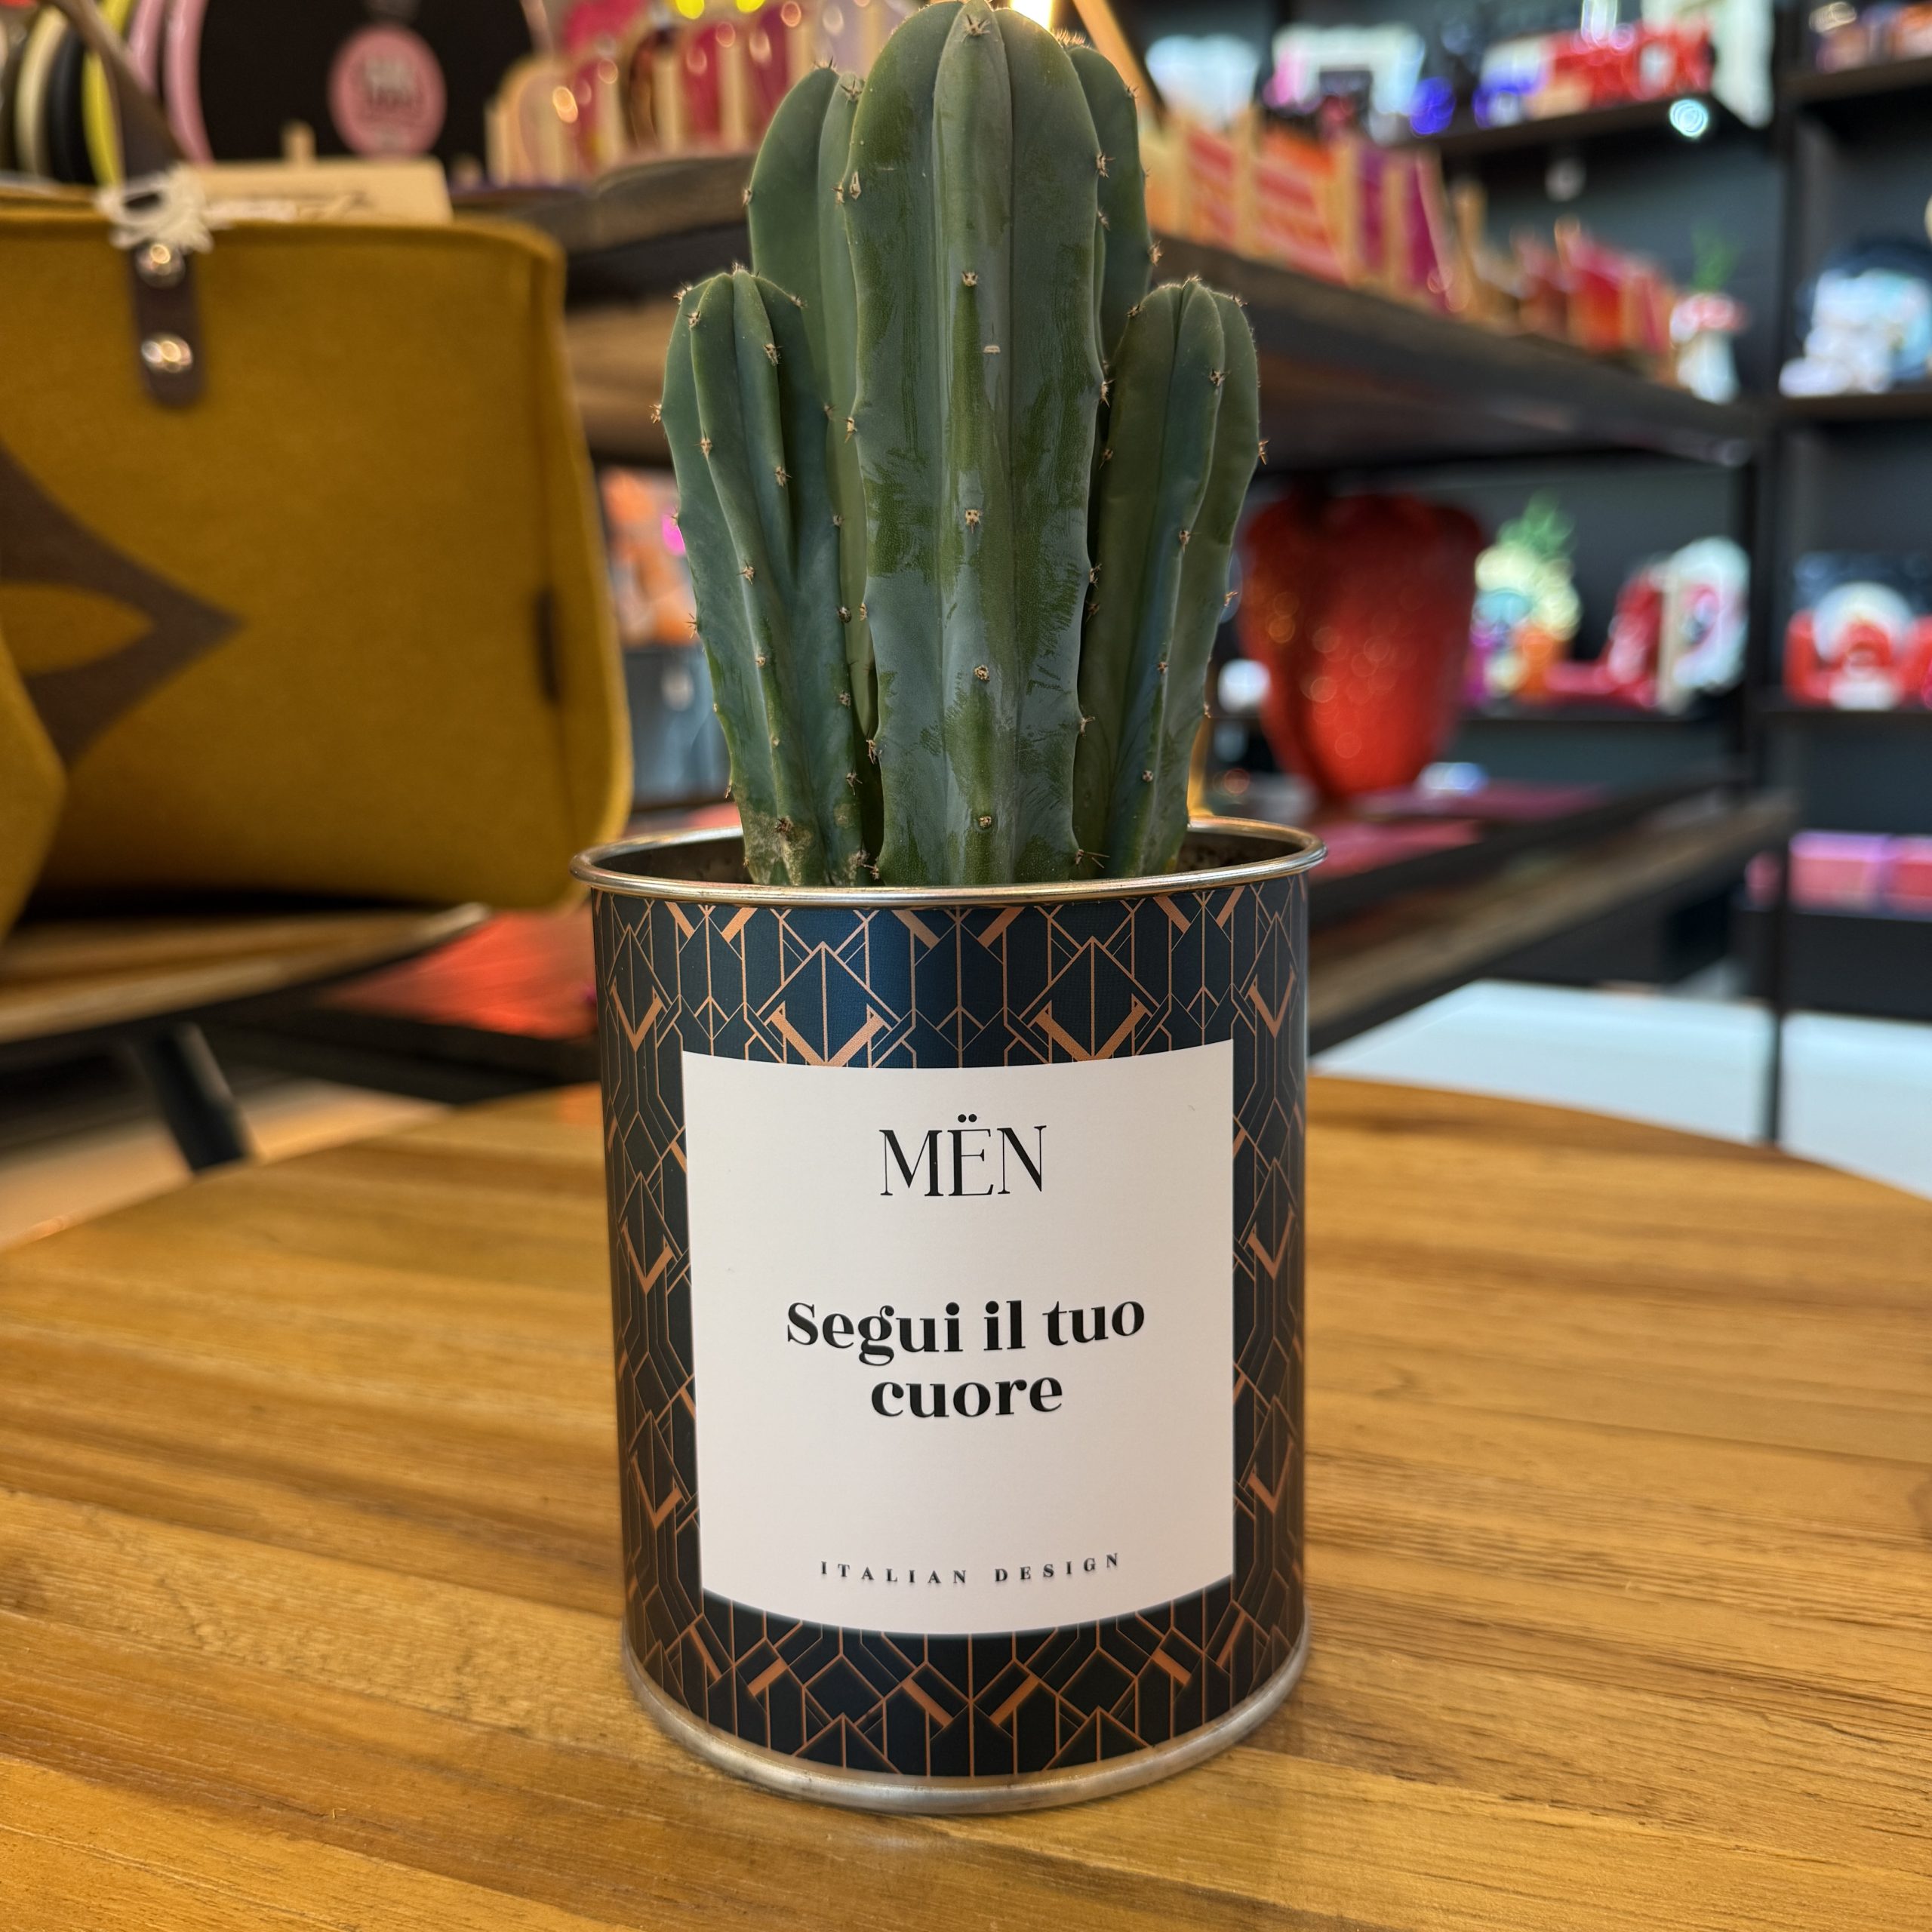 MËN
Segui il tuo
cuore
ITALIAN DESIGN